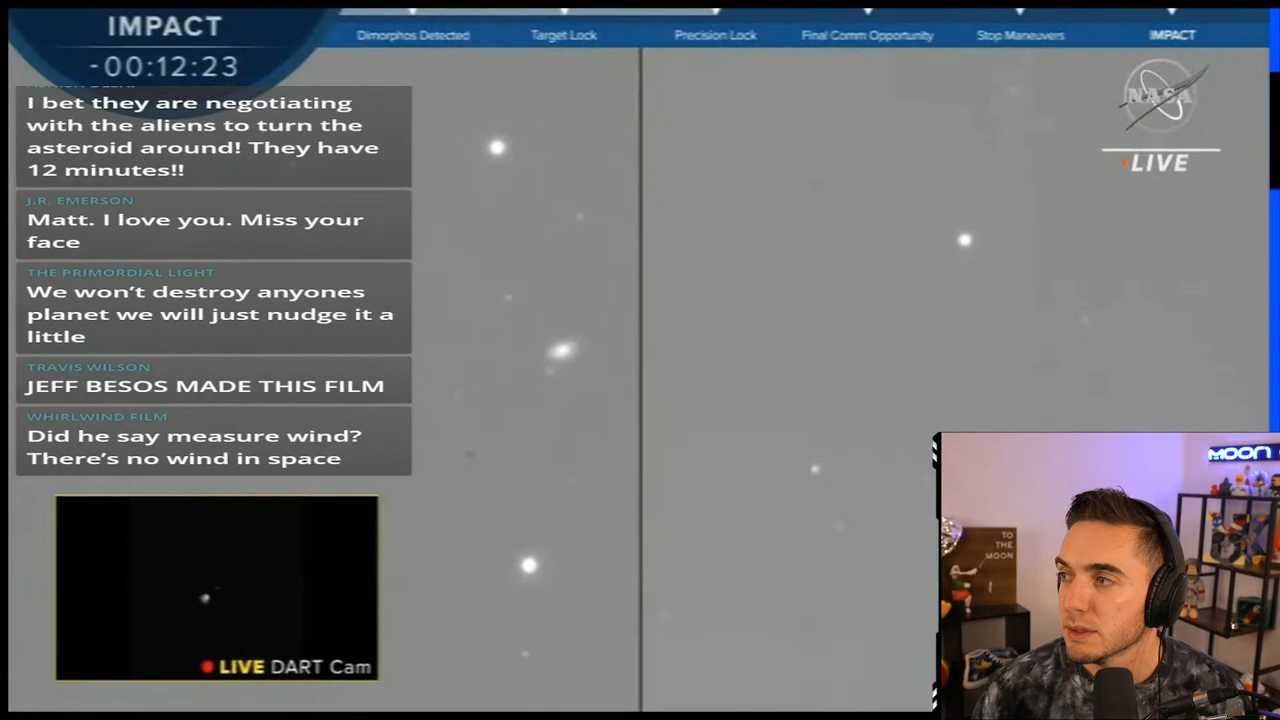 IMPACT
-00:12:23
Dimorphos Detected
Target Lock
Precision Lock
Final Comm Opportunity
Stop Maneuvers
IMPACT
NASA
LIVE
I bet they are negotiating
with the aliens to turn the
asteroid around! They have
12 minutes!!
J.R. EMERSON
Matt. I love you. Miss your
face
THE PRIMORDIAL LIGHT
We won't destroy anyones
planet we will just nudge it a
little
TRAVIS WILSON
JEFF BESOS MADE THIS FILM
WHIRLWIND FILM
Did he say measure wind?
There's no wind in space
LIVE DART Cam
MOON
TO
THE
MOON